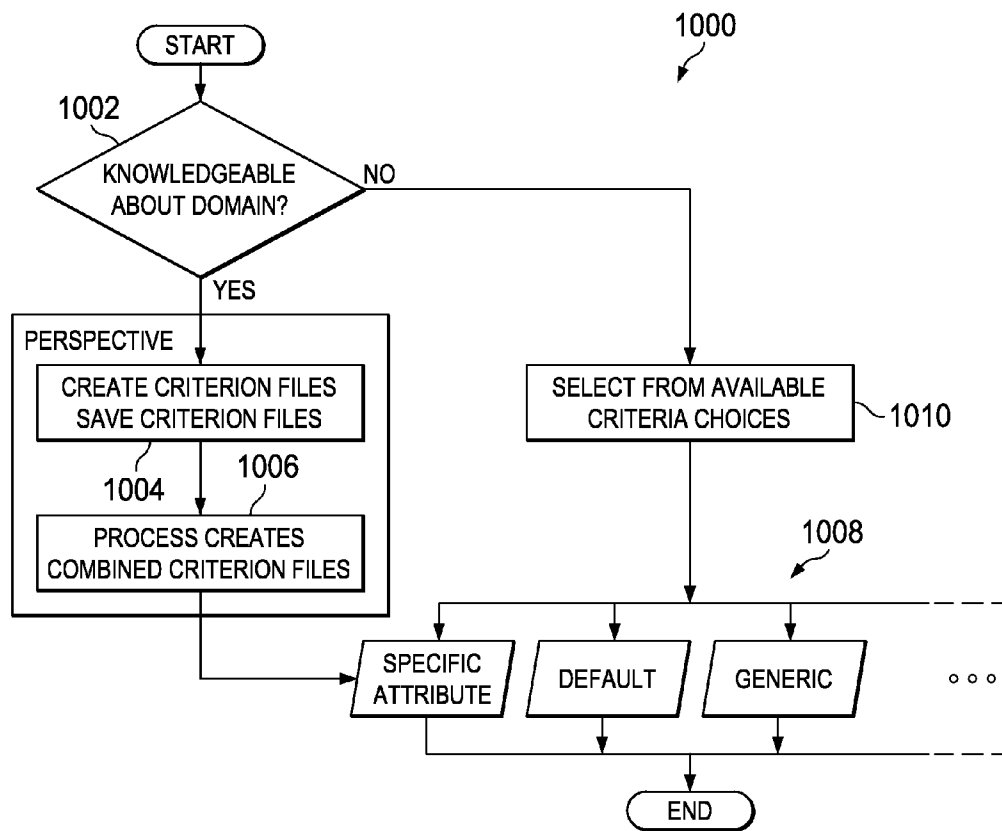 START
1000
1002
KNOWLEDGEABLE
ABOUT DOMAIN?
NO
YES
PERSPECTIVE
CREATE CRITERION FILES
SAVE CRITERION FILES
SELECT FROM AVAILABLE
CRITERIA CHOICES
1010
1004
1006
PROCESS CREATES
COMBINED CRITERION FILES
1008
SPECIFIC
ATTRIBUTE
DEFAULT
GENERIC
END